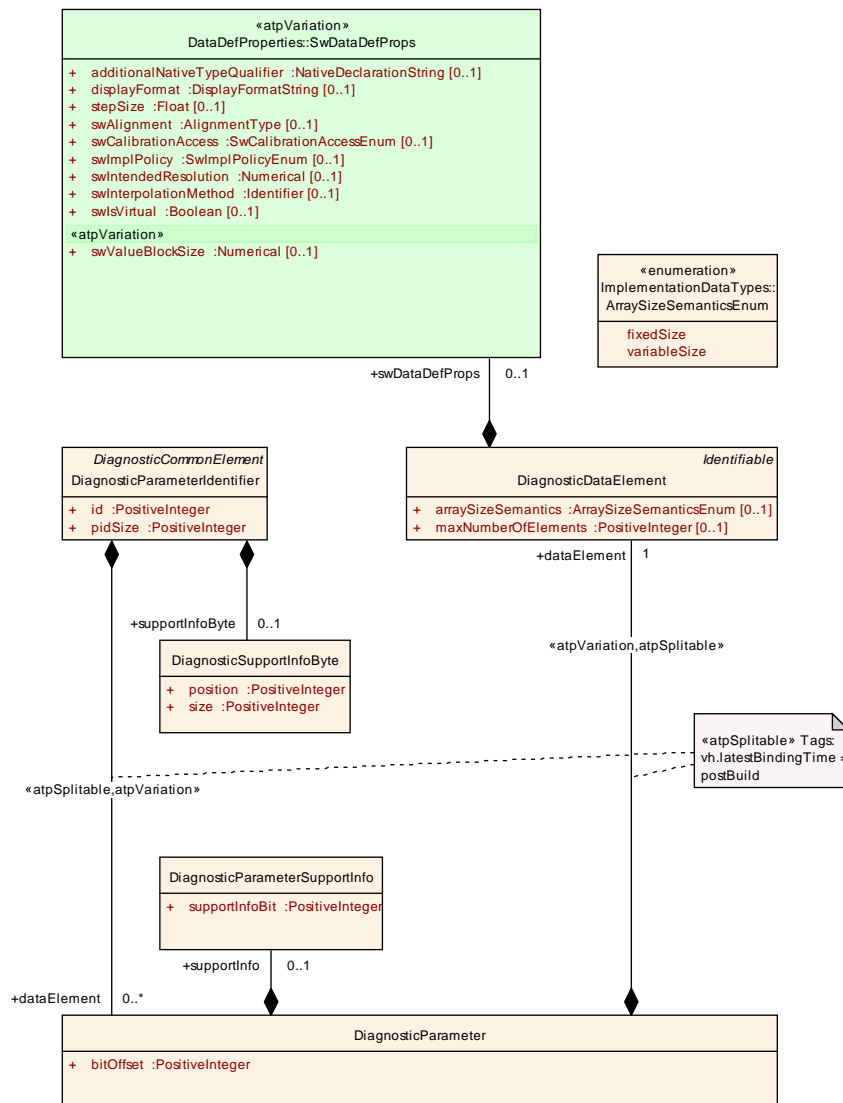 «atpVariation»
DataDefProperties::SwDataDefProps
+ additionalNativeTypeQualifier :NativeDeclarationString [0..1]
+ displayFormat :DisplayFormatString [0..1]
+ stepSize :Float [0..1]
+ swAlignment :AlignmentType [0..1]
+ swCalibrationAccess :SwCalibrationAccessEnum [0..1]
+ swImplPolicy :SwImplPolicyEnum [0..1]
+ swIntendedResolution :Numerical [0..1]
+ swInterpolationMethod :Identifier [0..1]
+ swIsVirtual :Boolean [0..1]
«atpVariation»
+ swValueBlockSize :Numerical [0..1]
«enumeration»
ImplementationDataTypes::
ArraySizeSemanticsEnum
fixedSize
variableSize
+swDataDefProps 0..1
DiagnosticCommonElement
DiagnosticParameterIdentifier
+ id :PositiveInteger
+ pidSize :PositiveInteger
Identifiable
DiagnosticDataElement
+ arraySizeSemantics :ArraySizeSemanticsEnum [0..1]
+ maxNumberOfElements :PositiveInteger [0..1]
+dataElement 1
+supportInfoByte 0..1
«atpVariation,atpSplitable»
DiagnosticSupportInfoByte
+ position :PositiveInteger
+ size :PositiveInteger
«atpSplitable» Tags:
vh.latestBindingTime =
postBuild
«atpSplitable,atpVariation»
DiagnosticParameterSupportInfo
+ supportInfoBit :PositiveInteger
+supportInfo 0..1
+dataElement 0..*
DiagnosticParameter
+ bitOffset :PositiveInteger